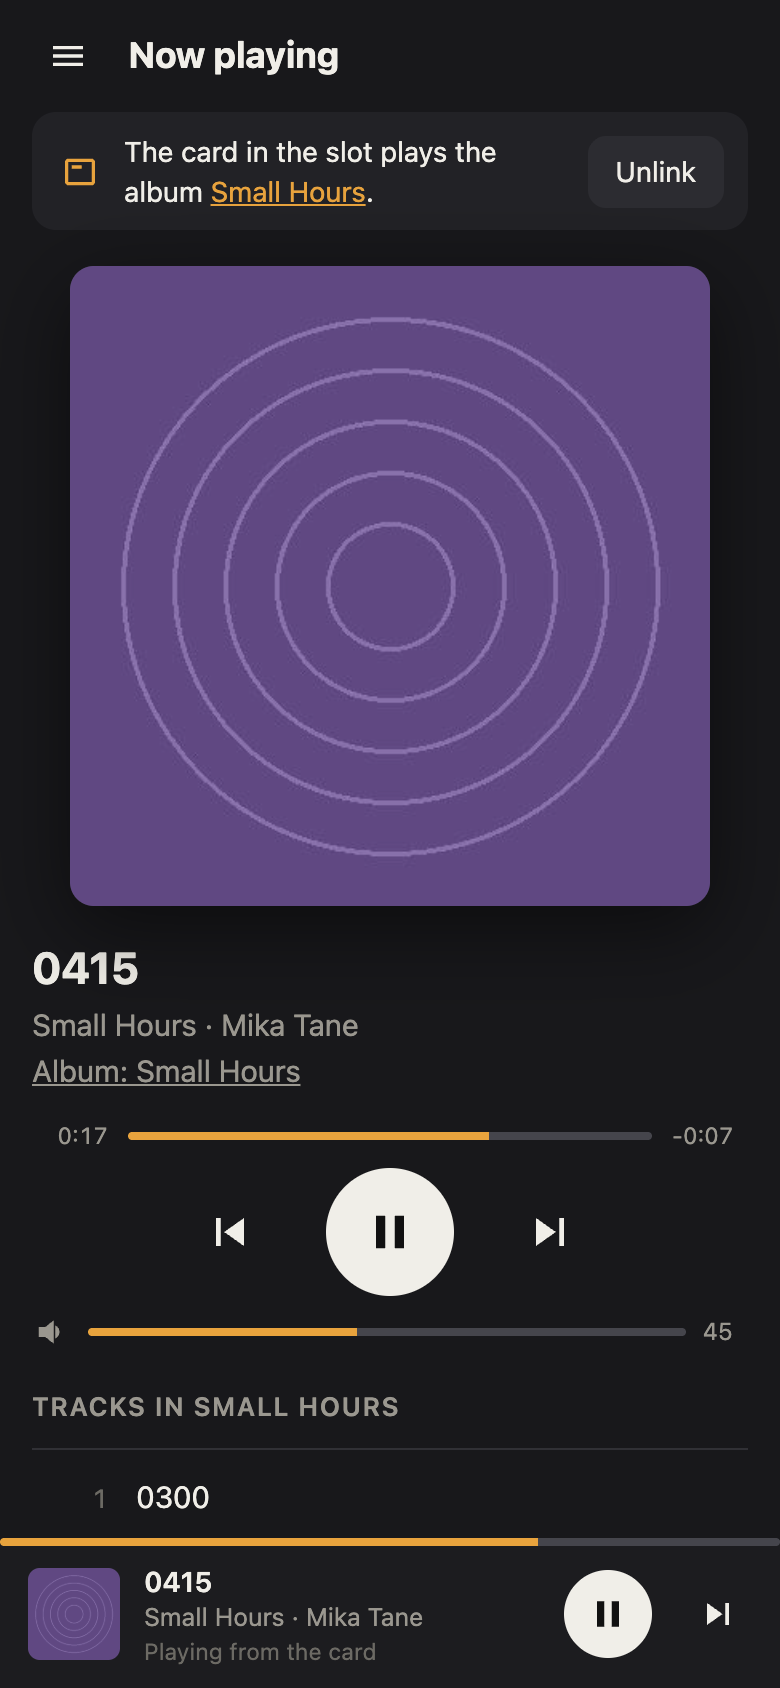 Now playing
The card in the slot plays the
album Small Hours.
Unlink
0415
Small Hours · Mika Tane
Album: Small Hours
0:17
-0:07
45
TRACKS IN SMALL HOURS
1 0300
0415
Small Hours · Mika Tane
Playing from the card